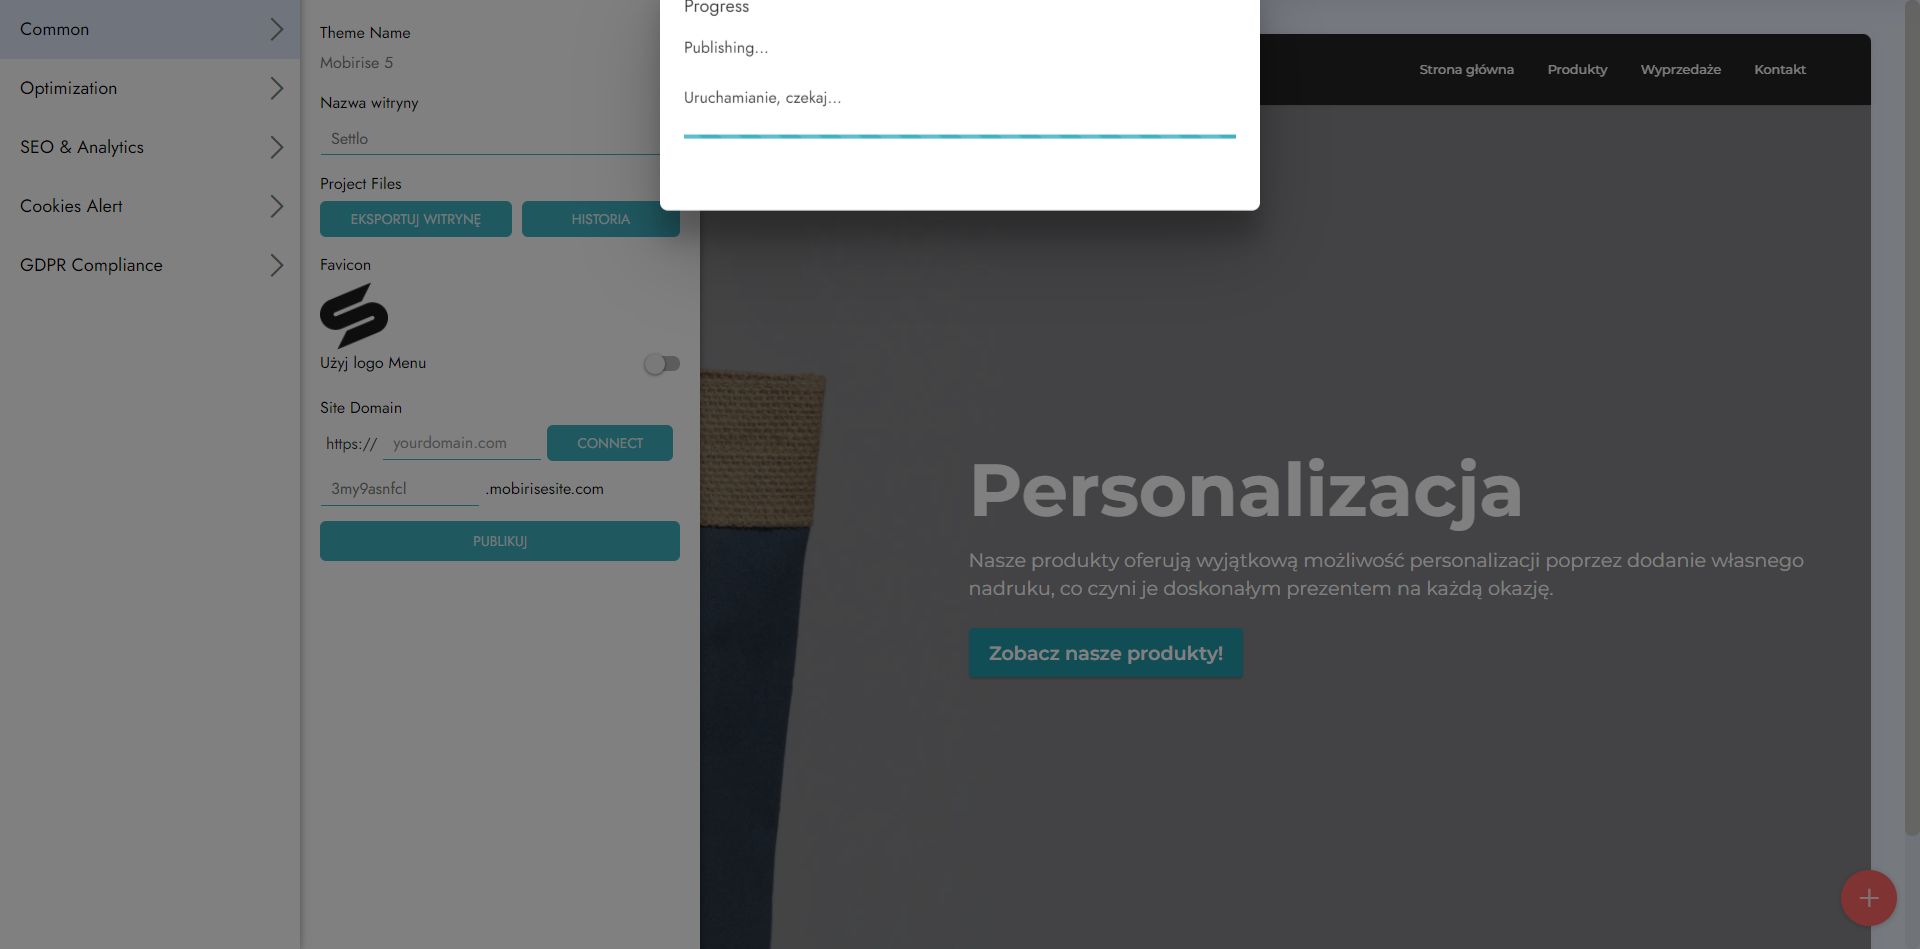 Common
Optimization
SEO & Analytics
Cookies Alert
GDPR Compliance
Theme Name
Mobirise 5
Nazwa witryny
Settlo
Project Files
EKSPORTUJ WITRYNĘ
HISTORIA
Favicon
Użyj logo Menu
Site Domain
https://
yourdomain.com
CONNECT
3my9asnfcl
.mobirisesite.com
PUBLIKUJ
Progress
Publishing...
Uruchamianie, czekaj...
Strona główna
Produkty
Wyprzedaże
Kontakt
Personalizacja
Nasze produkty oferują wyjątkową możliwość personalizacji poprzez dodanie własnego
nadruku, co czyni je doskonałym prezentem na każdą okazję.
Zobacz nasze produkty!